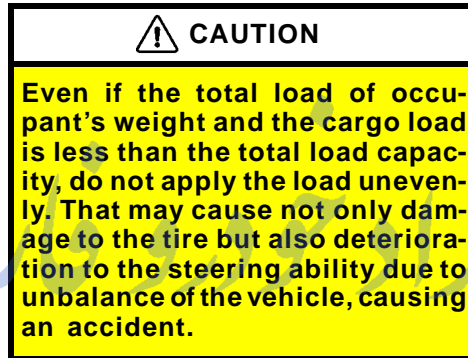 CAUTION
Even if the total load of occu-
pant's weight and the cargo load
is less than the total load capac-
ity, do not apply the load uneven-
ly. That may cause not only dam-
age to the tire but also deteriora-
tion to the steering ability due to
unbalance of the vehicle, causing
an accident.